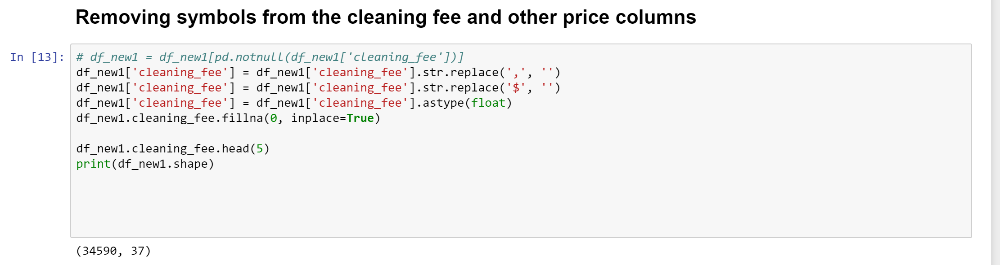 Removing symbols from the cleaning fee and other price columns
In [13]: # df_new1 = df_new1[pd.notnull(df_new1['cleaning_fee'])]
df_new1['cleaning_fee'] = df_new1['cleaning_fee'].str.replace(',', '')
df_new1['cleaning_fee'] = df_new1['cleaning_fee'].str.replace('$', '')
df_new1['cleaning_fee'] = df_new1['cleaning_fee'].astype(float)
df_new1.cleaning_fee.fillna(0, inplace=True)
df_new1.cleaning_fee.head(5)
print(df_new1.shape)
(34590, 37)